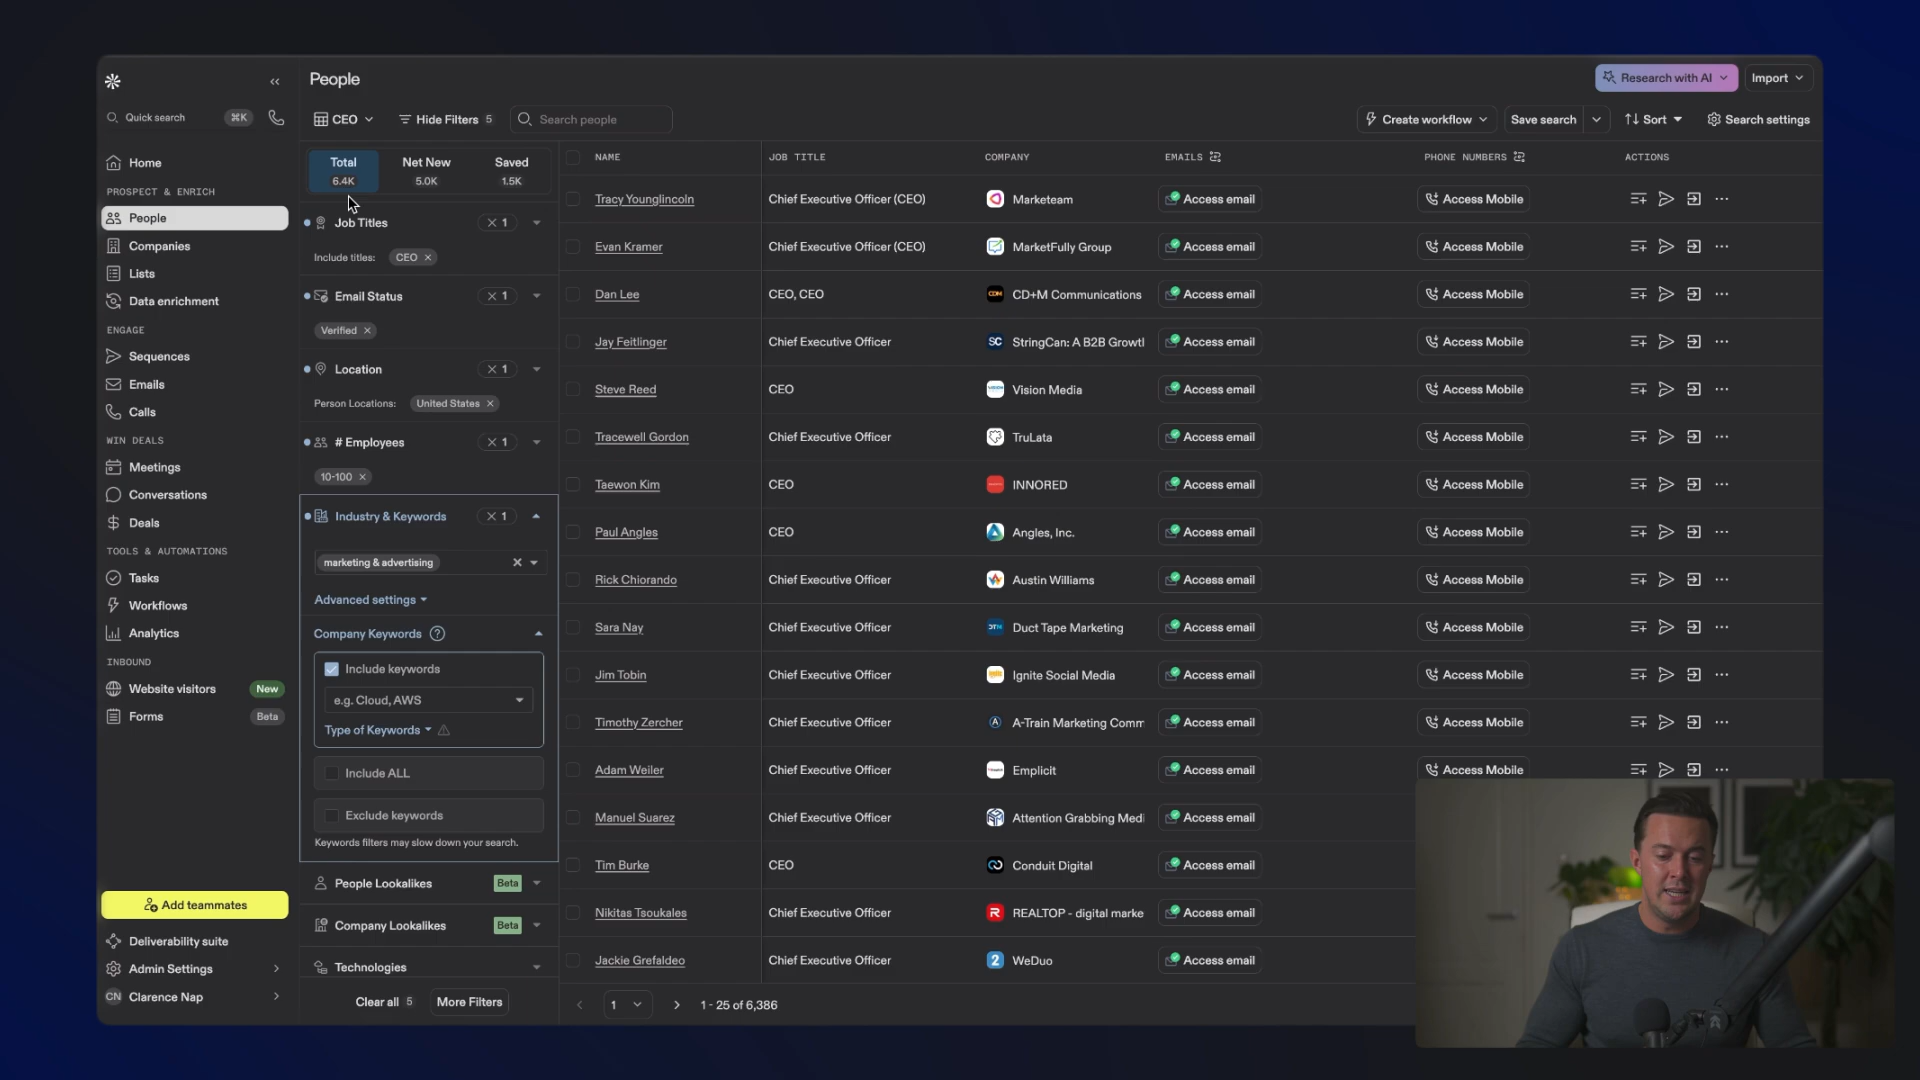 Quick search ⌘K
Home
PROSPECT & ENRICH
People
Companies
Lists
Data enrichment
ENGAGE
Sequences
Emails
Calls
WIN DEALS
Meetings
Conversations
Deals
TOOLS & AUTOMATIONS
Tasks
Workflows
Analytics
INBOUND
Website visitors New
Forms Beta
Add teammates
Deliverability suite
Admin Settings
CN Clarence Nap
People
Research with AI
Import
CEO
Hide Filters 5
Search people
Create workflow
Save search
Sort
Search settings
Total 6.4K
Net New 5.0K
Saved 1.5K
Job Titles × 1
Include titles: CEO ×
Email Status × 1
Verified ×
Location × 1
Person Locations: United States ×
# Employees × 1
10-100 ×
Industry & Keywords × 1
marketing & advertising
Advanced settings
Company Keywords ?
Include keywords
e.g. Cloud, AWS
Type of Keywords
Include ALL
Exclude keywords
Keywords filters may slow down your search.
People Lookalikes Beta
Company Lookalikes Beta
Technologies
Clear all 5
More Filters
NAME JOB TITLE COMPANY EMAILS PHONE NUMBERS ACTIONS
Tracy Younglincoln Chief Executive Officer (CEO) Marketeam Access email Access Mobile
Evan Kramer Chief Executive Officer (CEO) MarketFully Group Access email Access Mobile
Dan Lee CEO, CEO CDM CD+M Communications Access email Access Mobile
Jay Feitlinger Chief Executive Officer SC StringCan: A B2B Growtl Access email Access Mobile
Steve Reed CEO Vision Media Access email Access Mobile
Tracewell Gordon Chief Executive Officer TruLata Access email Access Mobile
Taewon Kim CEO INNORED Access email Access Mobile
Paul Angles CEO Angles, Inc. Access email Access Mobile
Rick Chiorando Chief Executive Officer Austin Williams Access email Access Mobile
Sara Nay Chief Executive Officer DTM Duct Tape Marketing Access email Access Mobile
Jim Tobin Chief Executive Officer Ignite Social Media Access email Access Mobile
Timothy Zercher Chief Executive Officer A A-Train Marketing Comm Access email Access Mobile
Adam Weiler Chief Executive Officer Emplicit Access email Access Mobile
Manuel Suarez Chief Executive Officer Attention Grabbing Medi Access email
Tim Burke CEO Conduit Digital Access email
Nikitas Tsoukales Chief Executive Officer R REALTOP - digital marke Access email
Jackie Grefaldeo Chief Executive Officer 2 WeDuo Access email
1
1 - 25 of 6,386